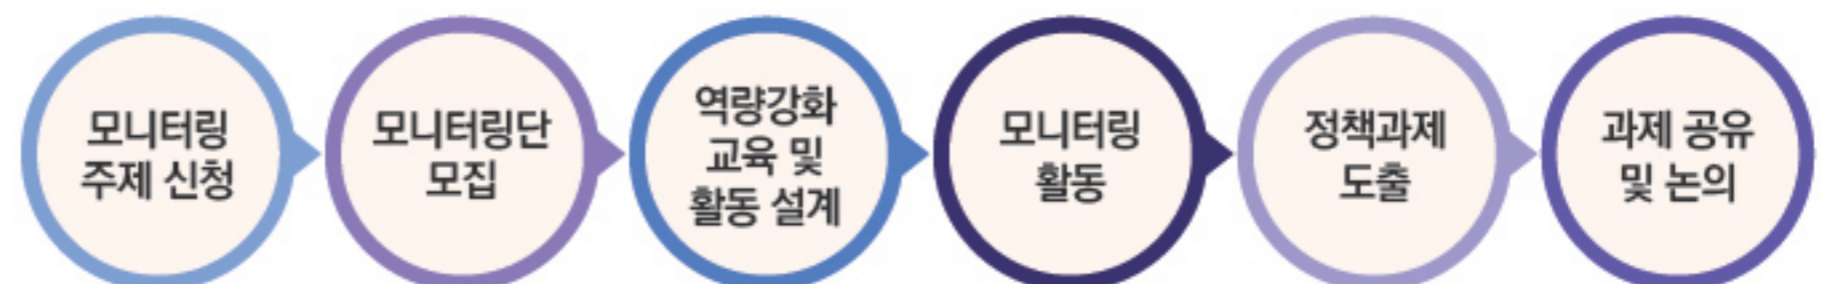 모니터링
주제 신청
모니터링단
모집
역량강화
교육 및
활동 설계
모니터링
활동
정책과제
도출
과제 공유
및 논의